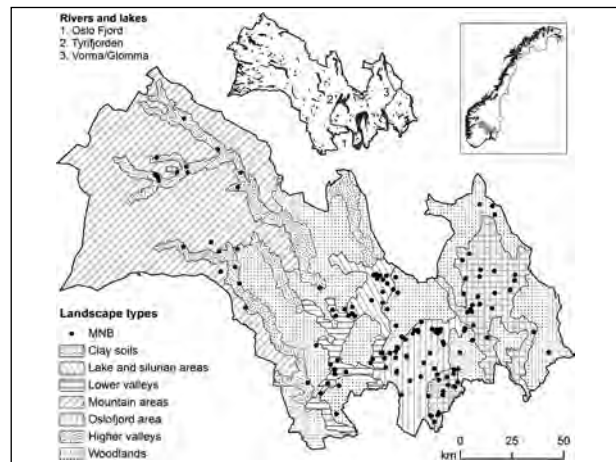 Rivers and lakes
1. Oslo Fjord
2. Tyrifjorden
3. Vorma/Glomma
2
3
1
Landscape types
MNB
Clay soils
Lake and silurian areas
Lower valleys
Mountain areas
Oslofjord area
Higher valleys
Woodlands
0 25 50
km